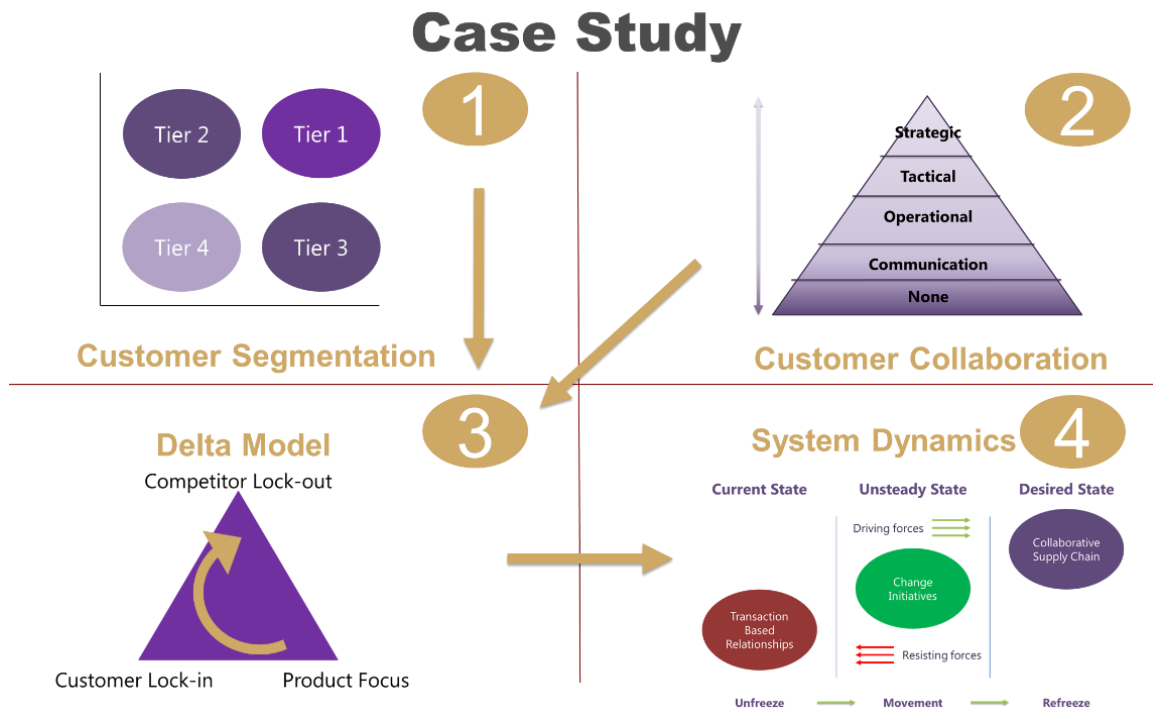 Case Study
Tier 2
Tier 1
Tier 4
Tier 3
1
Customer Segmentation
2
Strategic
Tactical
Operational
Communication
None
Customer Collaboration
3
Delta Model
Competitor Lock-out
Customer Lock-in
Product Focus
System Dynamics
4
Current State
Unsteady State
Desired State
Driving forces
Collaborative
Supply Chain
Change
Initiatives
Transaction
Based
Relationships
Resisting forces
Unfreeze
Movement
Refreeze